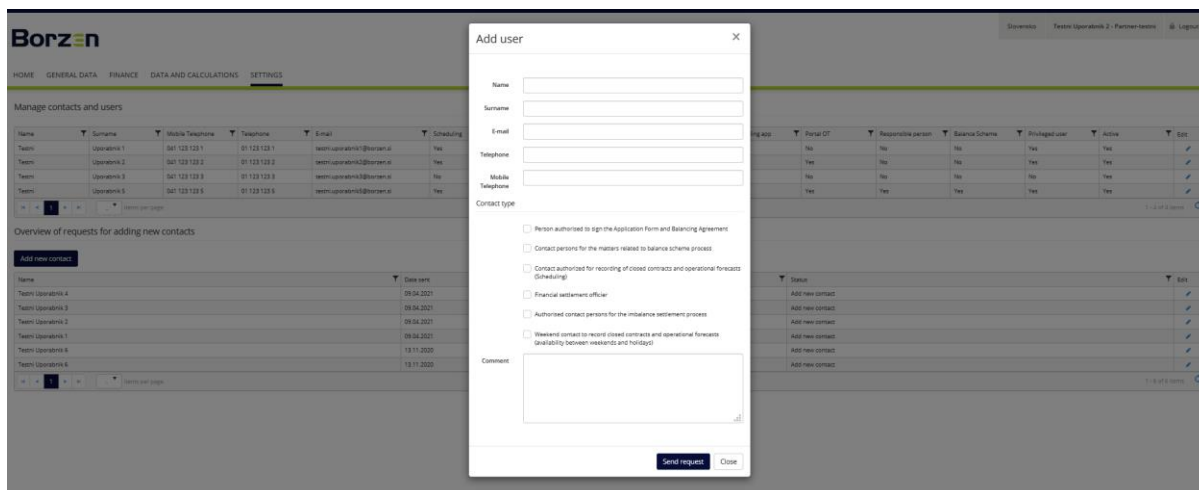 Borzen
Slovensko Testni Uporabnik 2 - Partner-testni Logout
HOME GENERAL DATA FINANCE DATA AND CALCULATIONS SETTINGS
Manage contacts and users
Name Surname Mobile Telephone Telephone E-mail Scheduling Portal OT Responsible person Balance Scheme Privileged user Active Edit
Testni Uporabnik 1 041 123 123 1 01 123 123 1 testni.uporabnik1@borzen.si Yes No No No Yes Yes
Testni Uporabnik 2 041 123 123 2 01 123 123 2 testni.uporabnik2@borzen.si Yes Yes No No Yes Yes
Testni Uporabnik 3 041 123 123 3 01 123 123 3 testni.uporabnik3@borzen.si No No No No No Yes
Testni Uporabnik 5 041 123 123 5 01 123 123 5 testni.uporabnik5@borzen.si Yes Yes Yes Yes Yes Yes
1 items per page
Overview of requests for adding new contacts
Add new contact
Name Date sent Status Edit
Testni Uporabnik 4 09.04.2021 Add new contact
Testni Uporabnik 3 09.04.2021 Add new contact
Testni Uporabnik 2 09.04.2021 Add new contact
Testni Uporabnik 1 09.04.2021 Add new contact
Testni Uporabnik 6 13.11.2020 Add new contact
Testni Uporabnik 6 13.11.2020 Add new contact
1 items per page 1 - 6 of 6 items
Add user
Name
Surname
E-mail
Telephone
Mobile
Telephone
Contact type
Person authorised to sign the Application Form and Balancing Agreement
Contact persons for the matters related to balance scheme process
Contact authorized for recording of closed contracts and operational forecasts
(Scheduling)
Financial settlement officier
Authorized contact persons for the imbalance settlement process
Weekend contact to record closed contracts and operational forecasts
(availability between weekends and holidays)
Comment
Send request Close